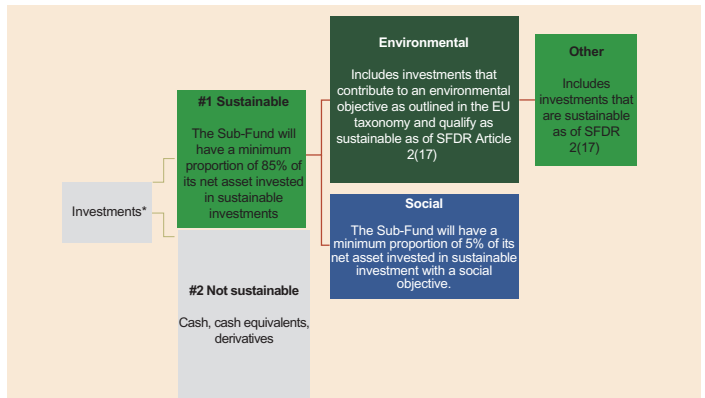 Investments*
#1 Sustainable
The Sub-Fund will
have a minimum
proportion of 85% of
its net asset invested
in sustainable
investments
#2 Not sustainable
Cash, cash equivalents,
derivatives
Environmental
Includes investments that
contribute to an environmental
objective as outlined in the EU
taxonomy and qualify as
sustainable as of SFDR Article
2(17)
Social
The Sub-Fund will have a
minimum proportion of 5% of its
net asset invested in sustainable
investment with a social
objective.
Other
Includes
investments that
are sustainable
as of SFDR
2(17)